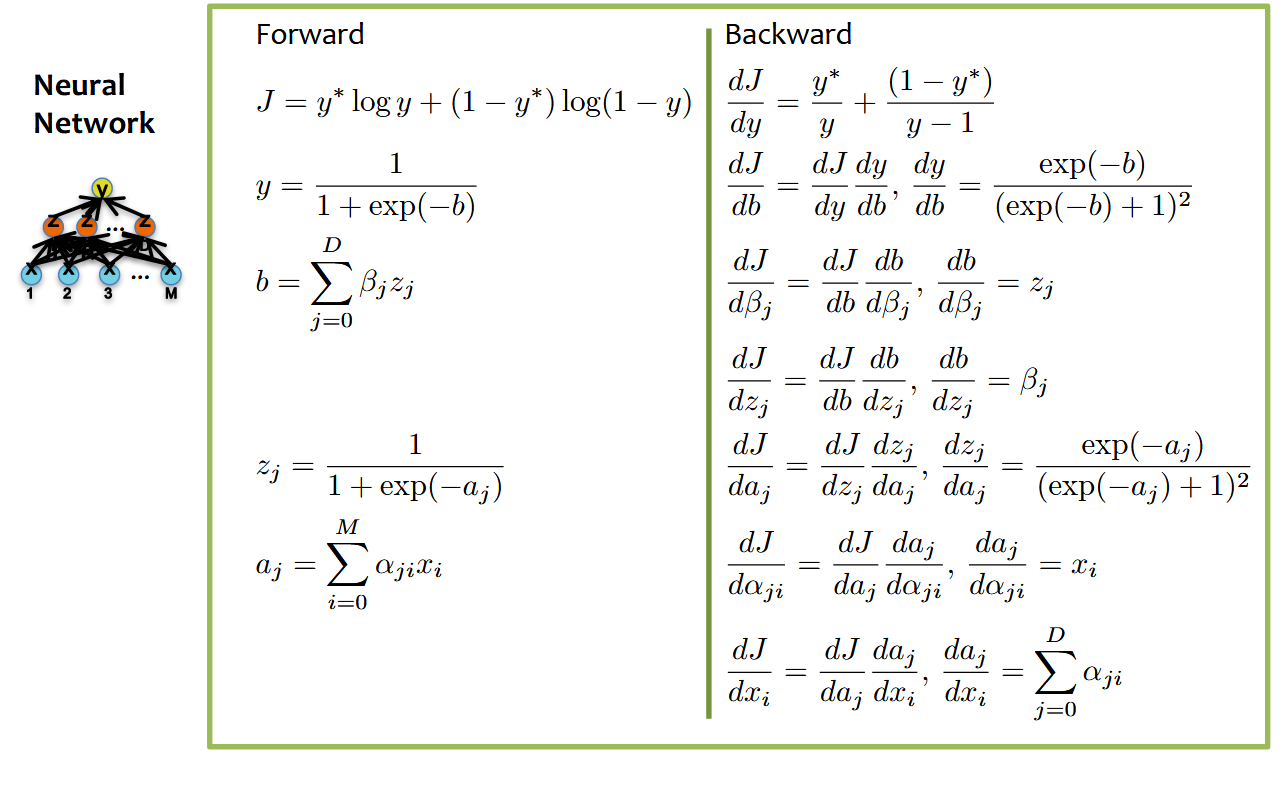 Neural
Network
y
z z ... z
x x x ... x
1 2 3 M
Forward
J = y* log y + (1 − y*) log(1 − y)
y = 1 / (1 + exp(−b))
b = ∑_{j=0}^{D} β_j z_j
z_j = 1 / (1 + exp(−a_j))
a_j = ∑_{i=0}^{M} α_{ji} x_i
Backward
dJ/dy = y*/y + (1 − y*)/(y − 1)
dJ/db = dJ/dy dy/db, dy/db = exp(−b)/(exp(−b) + 1)²
dJ/dβ_j = dJ/db db/dβ_j, db/dβ_j = z_j
dJ/dz_j = dJ/db db/dz_j, db/dz_j = β_j
dJ/da_j = dJ/dz_j dz_j/da_j, dz_j/da_j = exp(−a_j)/(exp(−a_j) + 1)²
dJ/dα_{ji} = dJ/da_j da_j/dα_{ji}, da_j/dα_{ji} = x_i
dJ/dx_i = dJ/da_j da_j/dx_i, da_j/dx_i = ∑_{j=0}^{D} α_{ji}